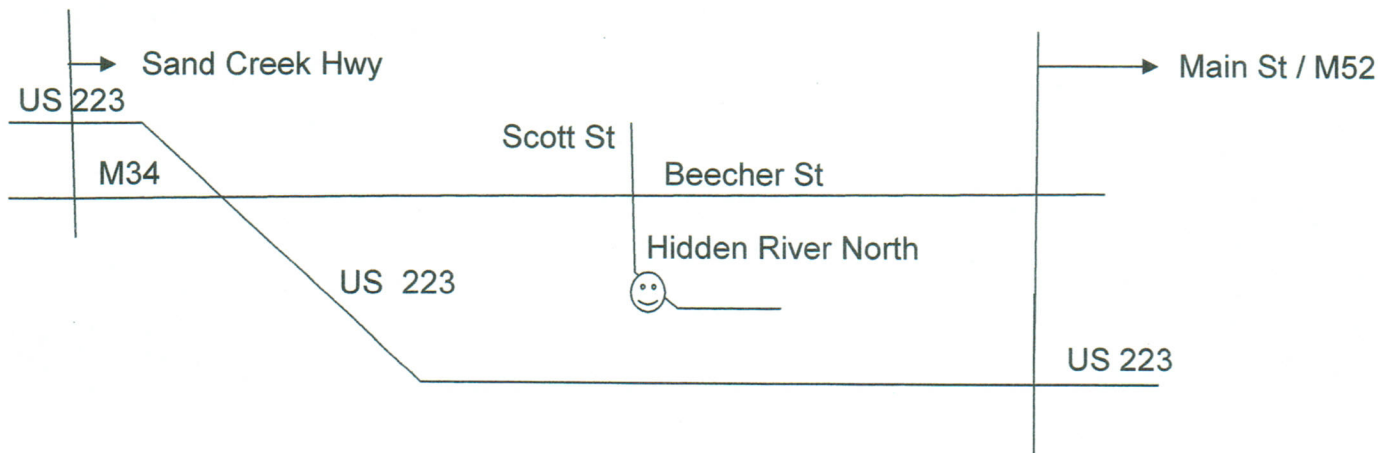 Sand Creek Hwy
Main St / M52
US 223
Scott St
M34
Beecher St
Hidden River North
US 223
US 223